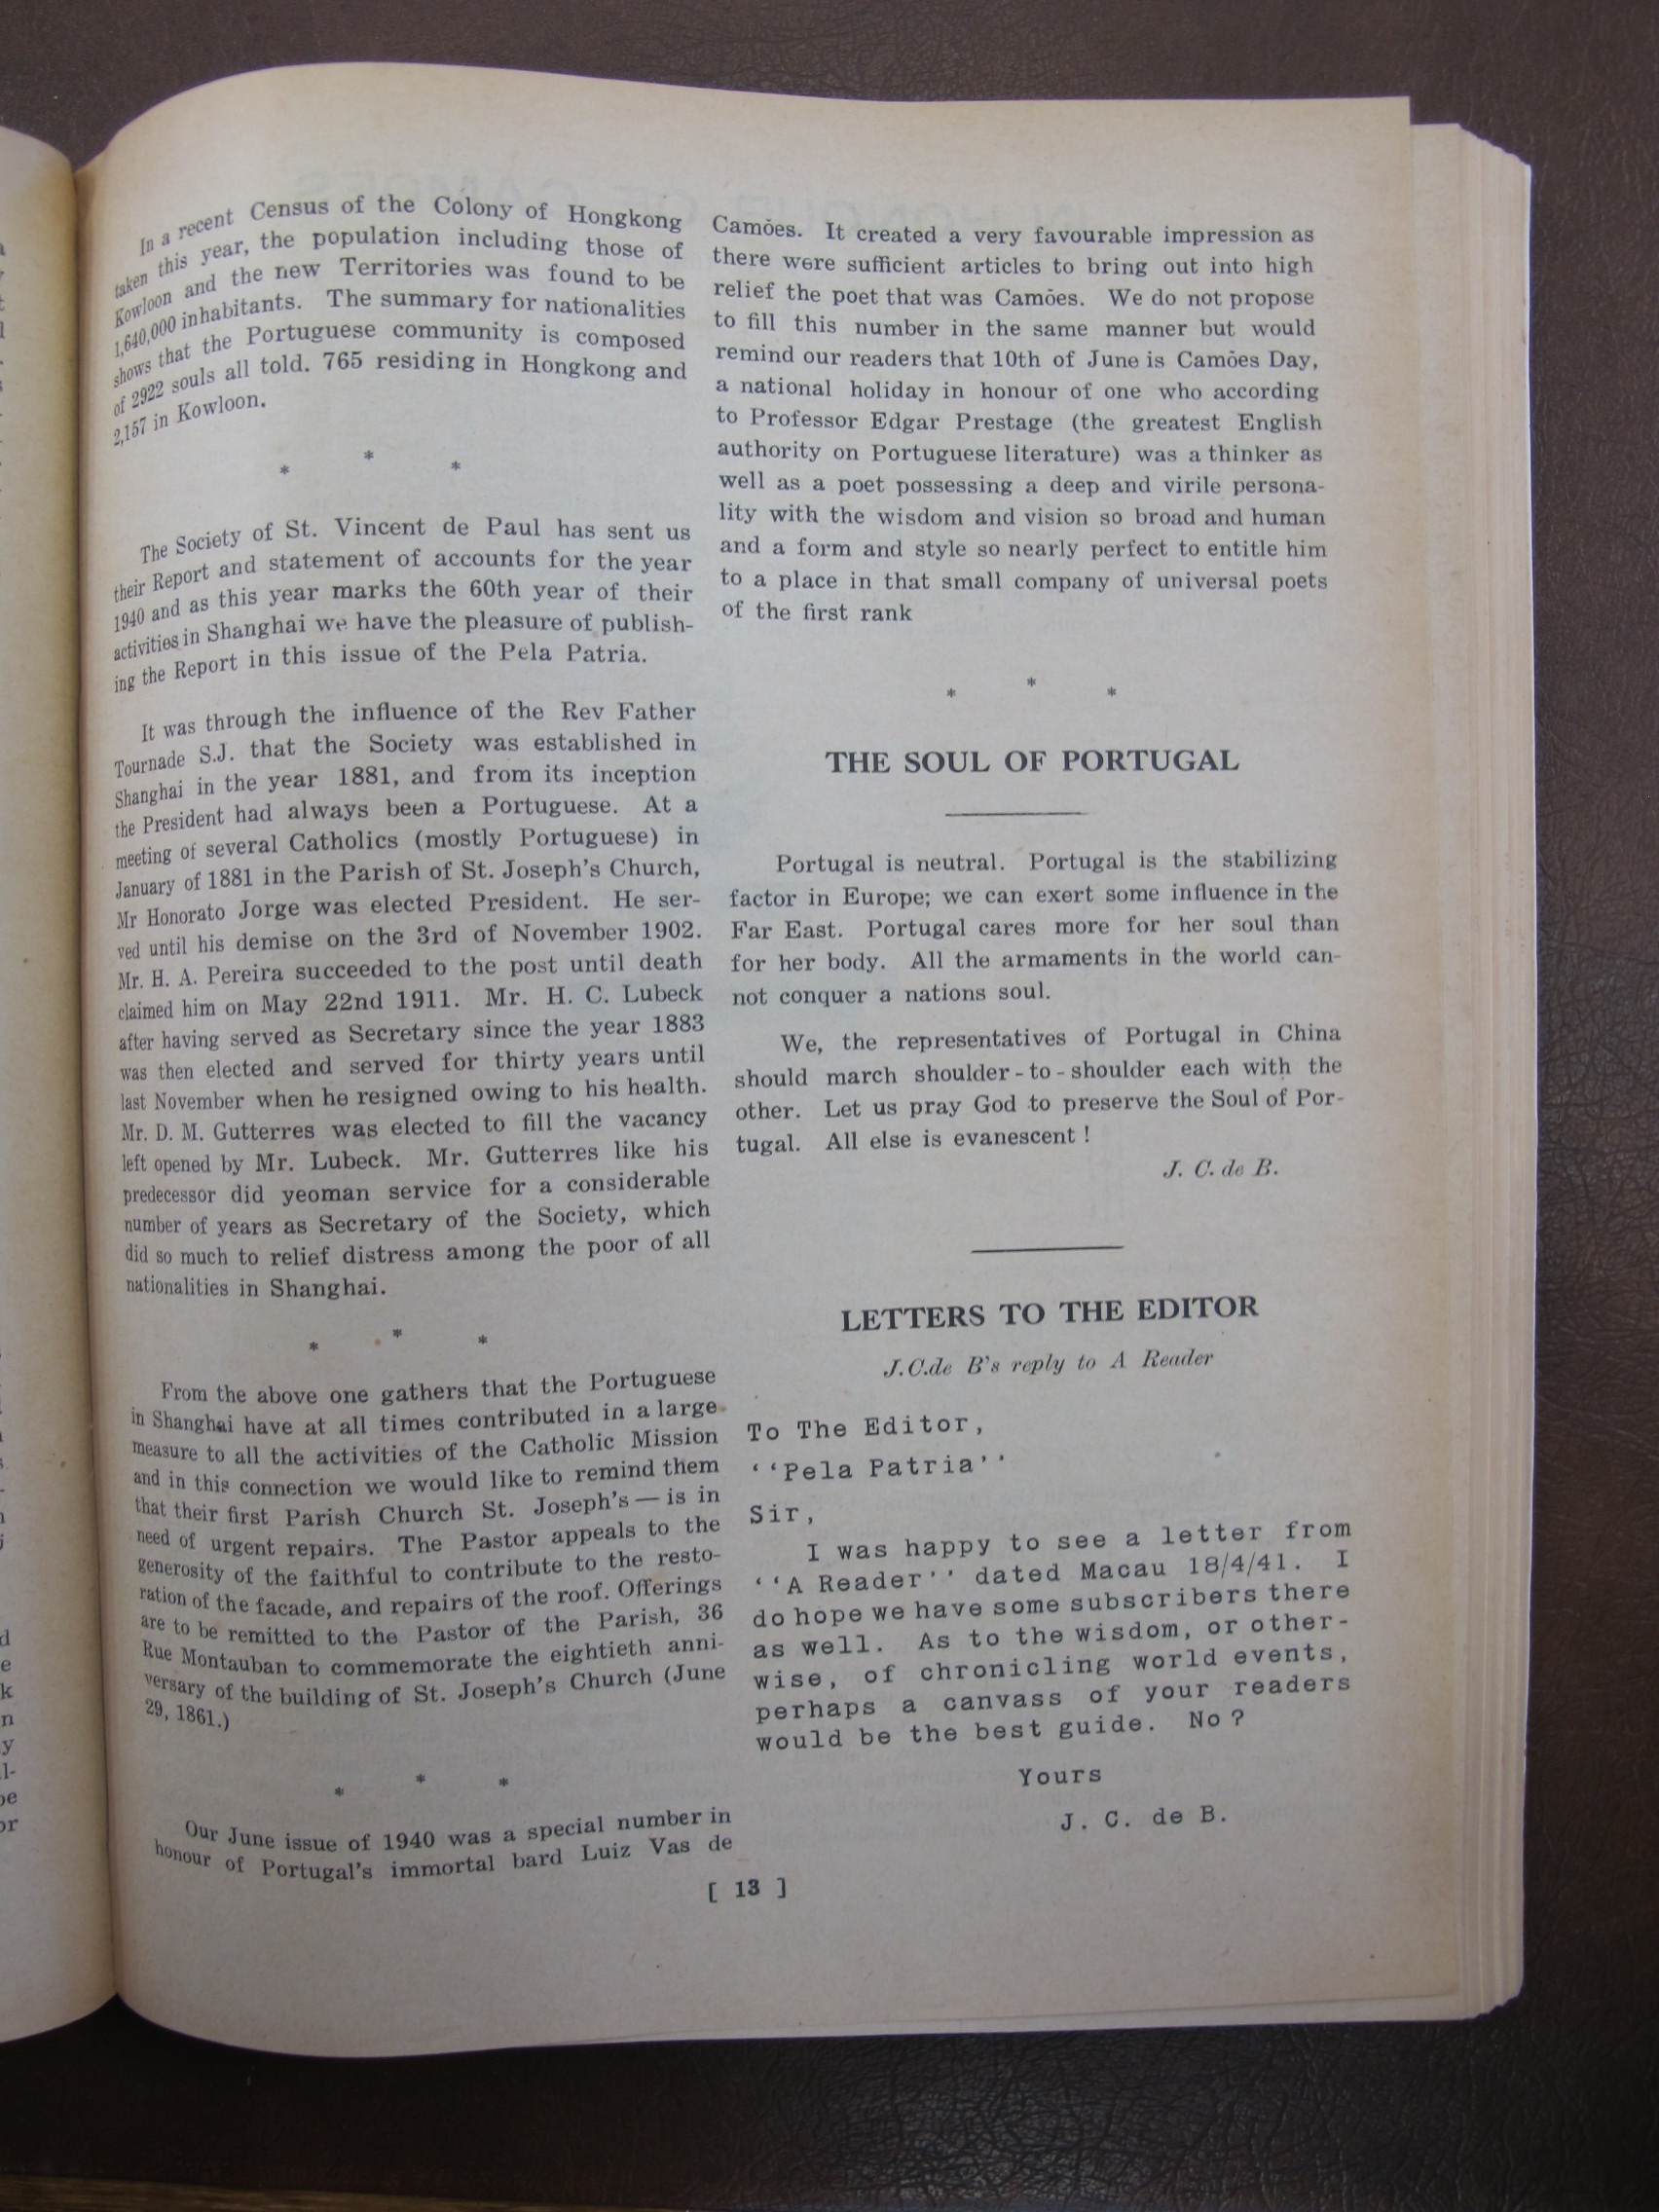 In a recent Census of the Colony of Hongkong
taken this year, the population including those of
Kowloon and the new Territories was found to be
1,640,000 inhabitants. The summary for nationalities
shows that the Portuguese community is composed
of 2922 souls all told. 765 residing in Hongkong and
2,157 in Kowloon.
* * *
The Society of St. Vincent de Paul has sent us
their Report and statement of accounts for the year
1940 and as this year marks the 60th year of their
activities in Shanghai we have the pleasure of publish-
ing the Report in this issue of the Pela Patria.
It was through the influence of the Rev Father
Tournade S.J. that the Society was established in
Shanghai in the year 1881, and from its inception
the President had always been a Portuguese. At a
meeting of several Catholics (mostly Portuguese) in
January of 1881 in the Parish of St. Joseph's Church,
Mr Honorato Jorge was elected President. He ser-
ved until his demise on the 3rd of November 1902.
Mr. H. A. Pereira succeeded to the post until death
claimed him on May 22nd 1911. Mr. H. C. Lubeck
after having served as Secretary since the year 1883
was then elected and served for thirty years until
last November when he resigned owing to his health.
Mr. D. M. Gutterres was elected to fill the vacancy
left opened by Mr. Lubeck. Mr. Gutterres like his
predecessor did yeoman service for a considerable
number of years as Secretary of the Society, which
did so much to relief distress among the poor of all
nationalities in Shanghai.
* * *
From the above one gathers that the Portuguese
in Shanghai have at all times contributed in a large
measure to all the activities of the Catholic Mission
and in this connection we would like to remind them
that their first Parish Church St. Joseph's — is in
need of urgent repairs. The Pastor appeals to the
generosity of the faithful to contribute to the resto-
ration of the facade, and repairs of the roof. Offerings
are to be remitted to the Pastor of the Parish, 36
Rue Montauban to commemorate the eightieth anni-
versary of the building of St. Joseph's Church (June
29, 1861.)
* * *
Our June issue of 1940 was a special number in
honour of Portugal's immortal bard Luiz Vas de
Camões. It created a very favourable impression as
there were sufficient articles to bring out into high
relief the poet that was Camões. We do not propose
to fill this number in the same manner but would
remind our readers that 10th of June is Camões Day,
a national holiday in honour of one who according
to Professor Edgar Prestage (the greatest English
authority on Portuguese literature) was a thinker as
well as a poet possessing a deep and virile persona-
lity with the wisdom and vision so broad and human
and a form and style so nearly perfect to entitle him
to a place in that small company of universal poets
of the first rank
* * *
THE SOUL OF PORTUGAL
Portugal is neutral. Portugal is the stabilizing
factor in Europe; we can exert some influence in the
Far East. Portugal cares more for her soul than
for her body. All the armaments in the world can-
not conquer a nations soul.
We, the representatives of Portugal in China
should march shoulder-to-shoulder each with the
other. Let us pray God to preserve the Soul of Por-
tugal. All else is evanescent!
J. C. de B.
LETTERS TO THE EDITOR
J.C.de B's reply to A Reader
To The Editor,
‘‘Pela Patria’’
Sir,
I was happy to see a letter from
‘‘A Reader’’ dated Macau 18/4/41. I
do hope we have some subscribers there
as well. As to the wisdom, or other-
wise, of chronicling world events,
perhaps a canvass of your readers
would be the best guide. No?
Yours
J. C. de B.
[ 13 ]